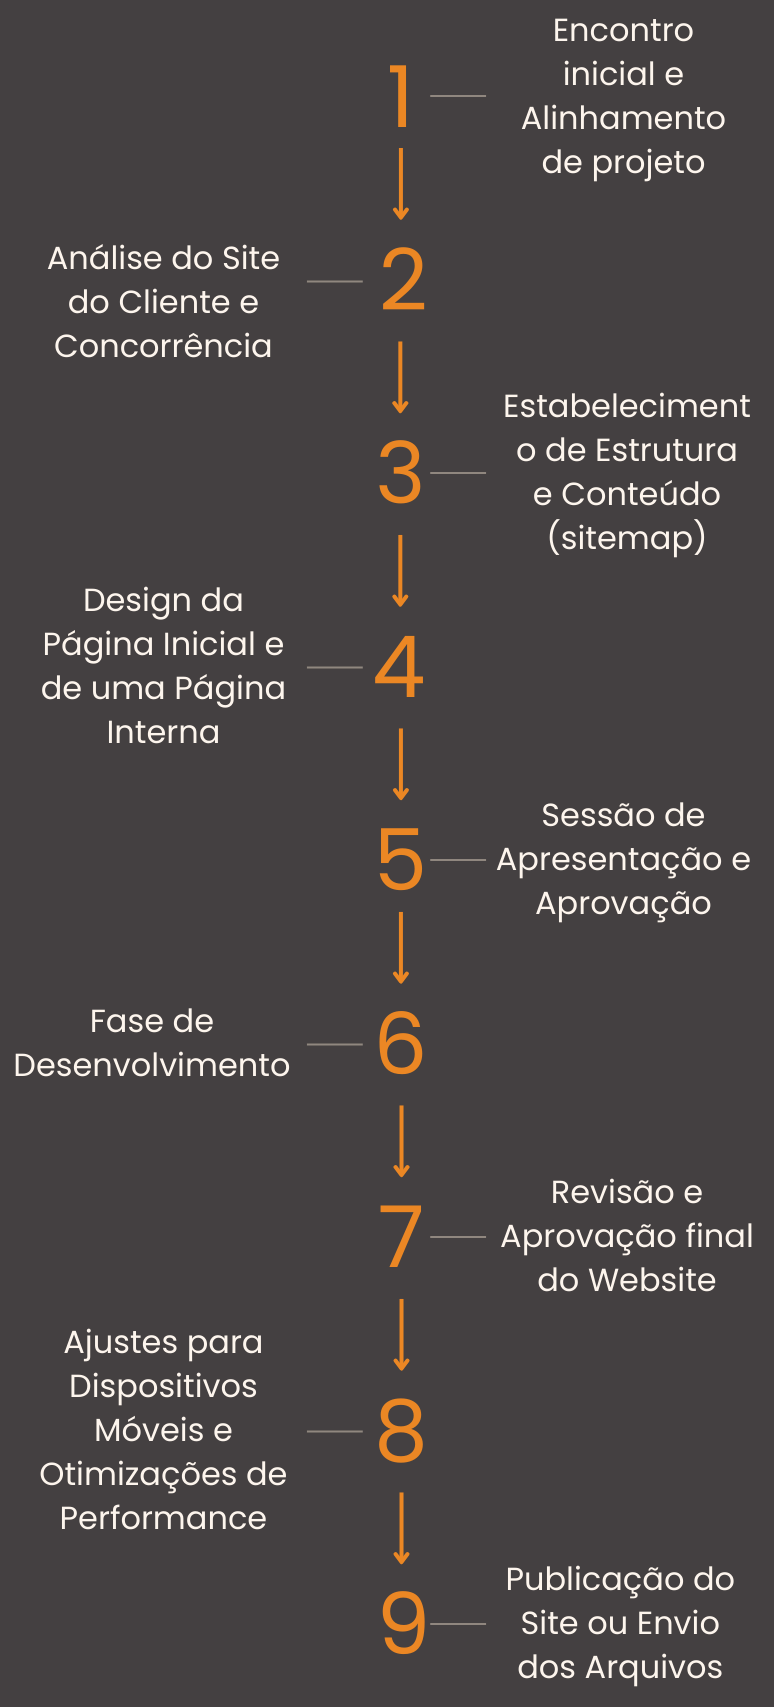 1
Encontro
inicial e
Alinhamento
de projeto
2
Análise do Site
do Cliente e
Concorrência
3
Estabeleciment
o de Estrutura
e Conteúdo
(sitemap)
4
Design da
Página Inicial e
de uma Página
Interna
5
Sessão de
Apresentação e
Aprovação
6
Fase de
Desenvolvimento
7
Revisão e
Aprovação final
do Website
8
Ajustes para
Dispositivos
Móveis e
Otimizações de
Performance
9
Publicação do
Site ou Envio
dos Arquivos